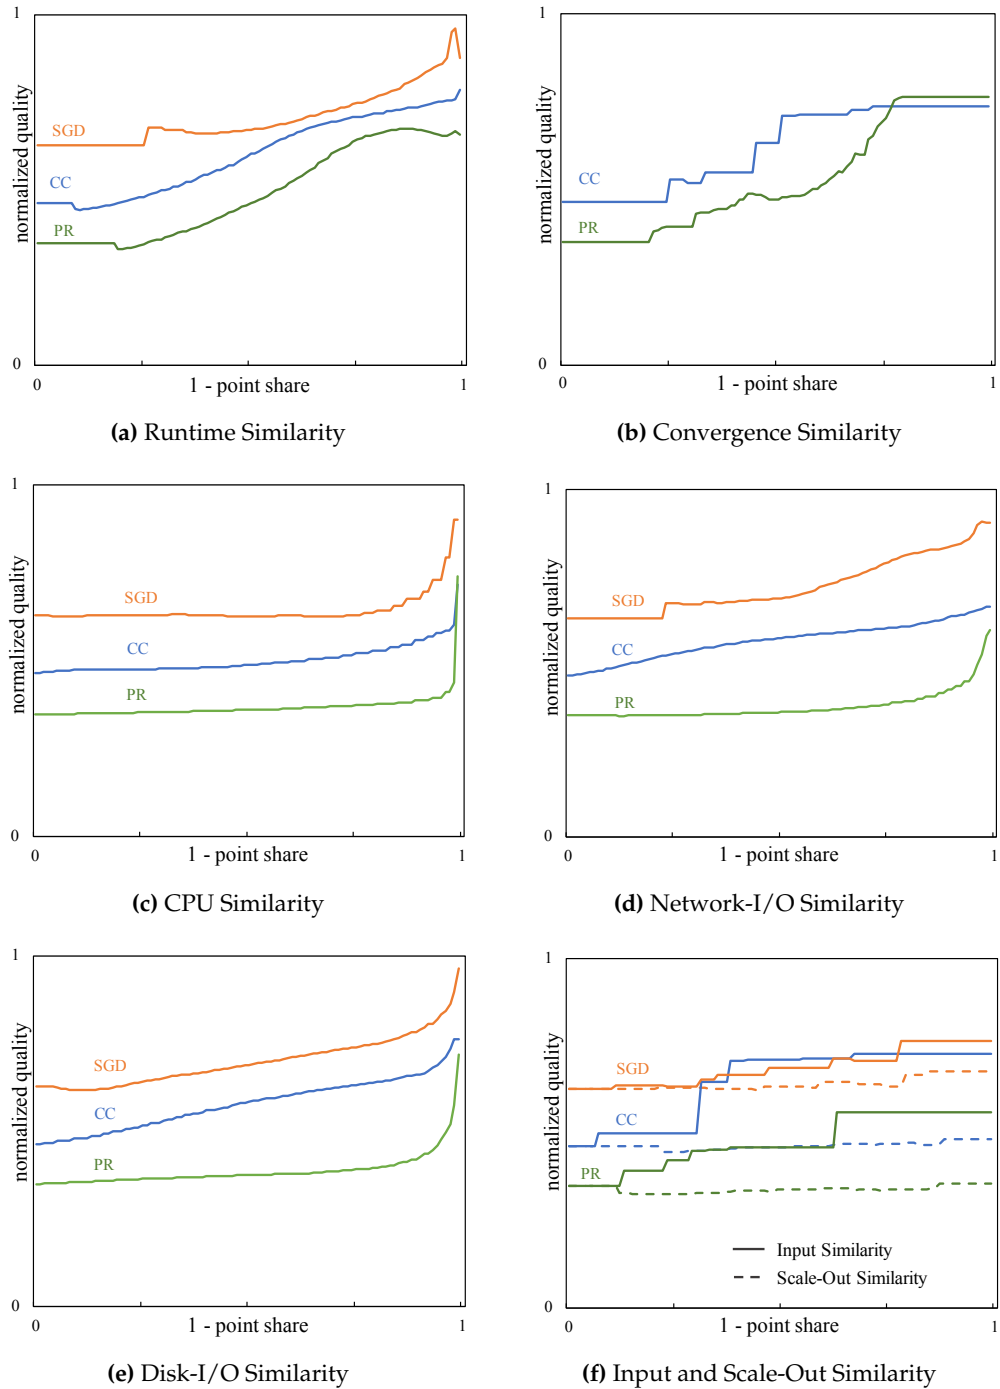 1
normalized quality
SGD
CC
PR
0
0
1 - point share
1
(a) Runtime Similarity
1
normalized quality
CC
PR
0
0
1 - point share
1
(b) Convergence Similarity
1
normalized quality
SGD
CC
PR
0
0
1 - point share
1
(c) CPU Similarity
1
normalized quality
SGD
CC
PR
0
0
1 - point share
1
(d) Network-I/O Similarity
1
normalized quality
SGD
CC
PR
0
0
1 - point share
1
(e) Disk-I/O Similarity
1
normalized quality
SGD
CC
PR
Input Similarity
Scale-Out Similarity
0
0
1 - point share
1
(f) Input and Scale-Out Similarity